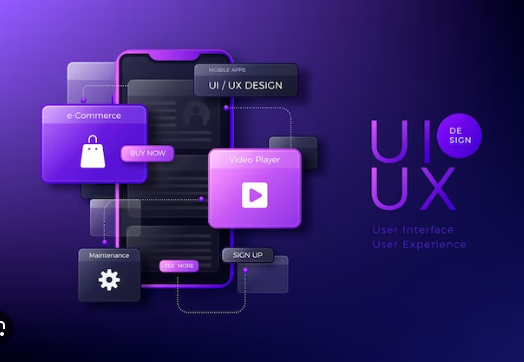 MOBILE APPS
UI / UX DESIGN
e-Commerce
BUY NOW
Video Player
Maintenance
SEE MORE
SIGN UP
UI
DE
SIGN
UX
User Interface
User Experience